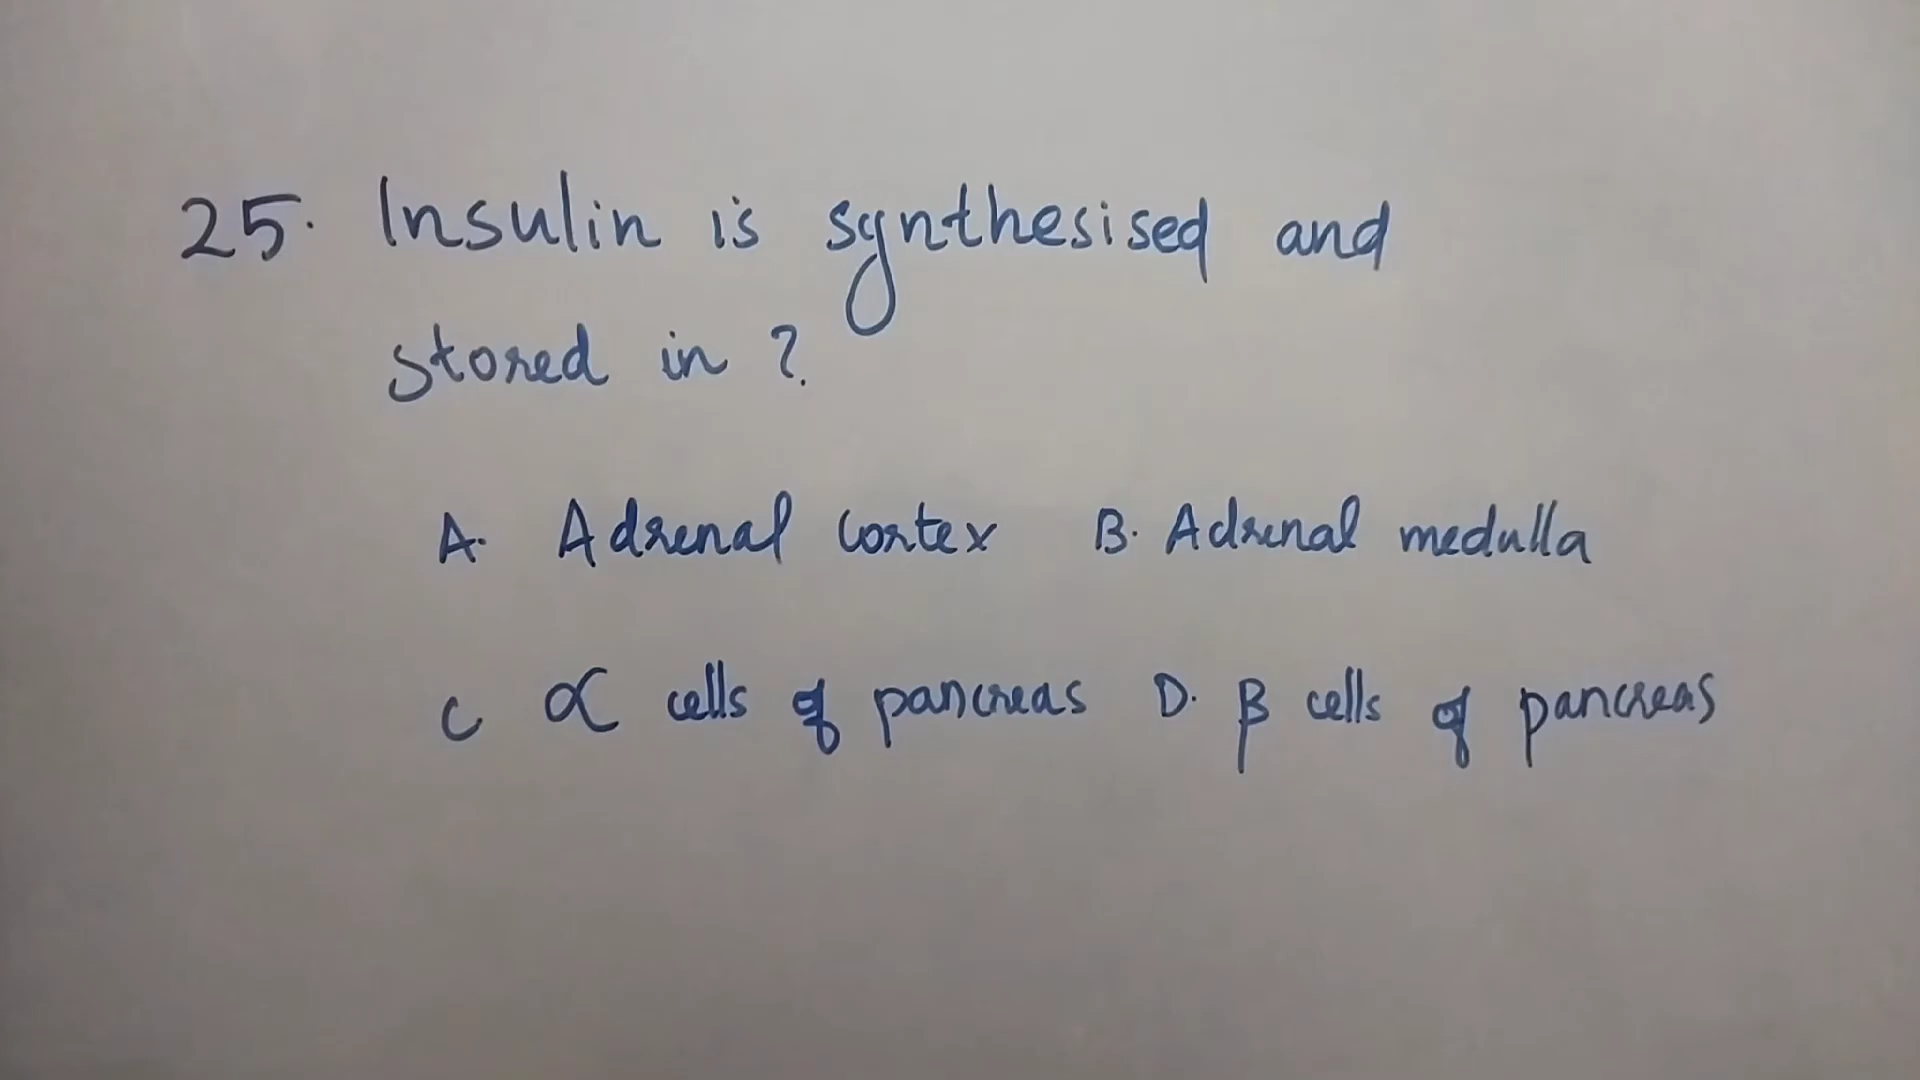 25. Insulin is synthesised and
stored in ?
A. Adrenal cortex B. Adrenal medulla
C α cells of pancreas D. β cells of pancreas